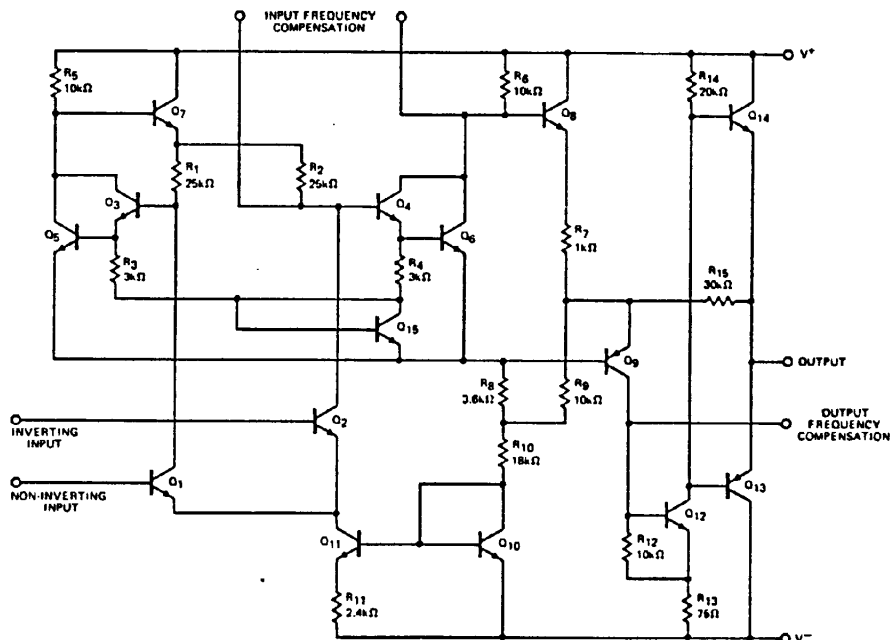 INPUT FREQUENCY
COMPENSATION
V+
R5
10kΩ
R6
10kΩ
R14
20kΩ
Q7
Q8
Q14
R1
25kΩ
R2
25kΩ
Q3
Q4
Q5
Q6
R7
1kΩ
R3
3kΩ
R4
3kΩ
R15
30kΩ
Q15
Q9
OUTPUT
R8
3.6kΩ
R9
10kΩ
OUTPUT
FREQUENCY
COMPENSATION
INVERTING
INPUT
Q2
R10
18kΩ
NON-INVERTING
INPUT
Q1
Q13
Q12
Q11
Q10
R12
10kΩ
R11
2.4kΩ
R13
75Ω
V−